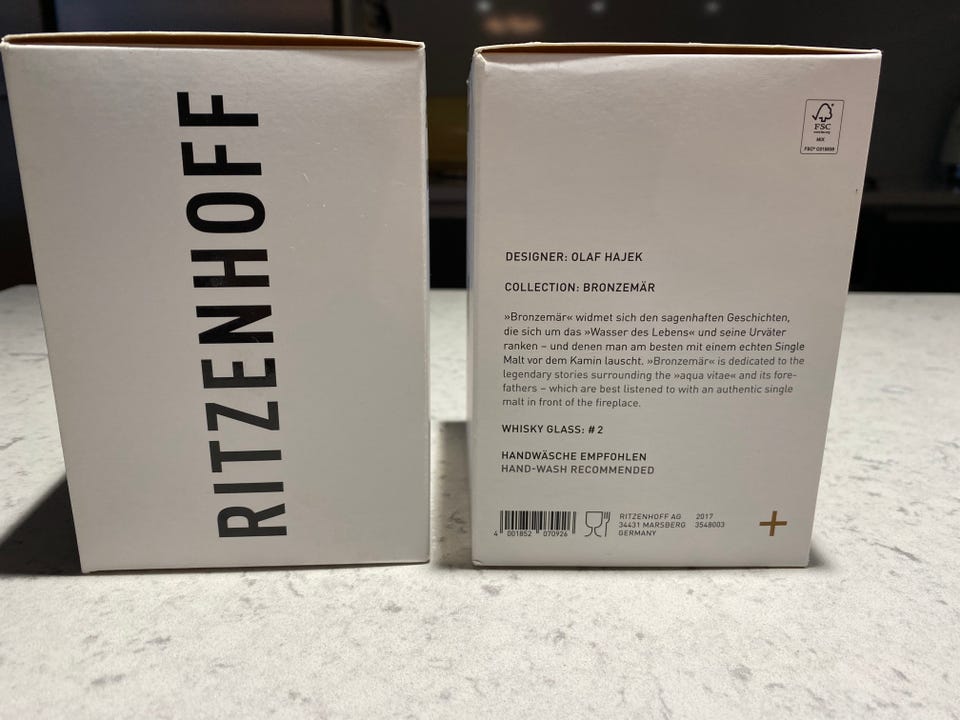 RITZENHOFF
FSC
MIX
DESIGNER: OLAF HAJEK
COLLECTION: BRONZEMÄR
»Bronzemär« widmet sich den sagenhaften Geschichten,
die sich um das »Wasser des Lebens« und seine Urväter
ranken – und denen man am besten mit einem echten Single
Malt vor dem Kamin lauscht. »Bronzemär« is dedicated to the
legendary stories surrounding the »aqua vitae« and its fore-
fathers – which are best listened to with an authentic single
malt in front of the fireplace.
WHISKY GLASS: #2
HANDWÄSCHE EMPFOHLEN
HAND-WASH RECOMMENDED
4 001852 070926
RITZENHOFF AG 2017
34431 MARSBERG 3548003
GERMANY